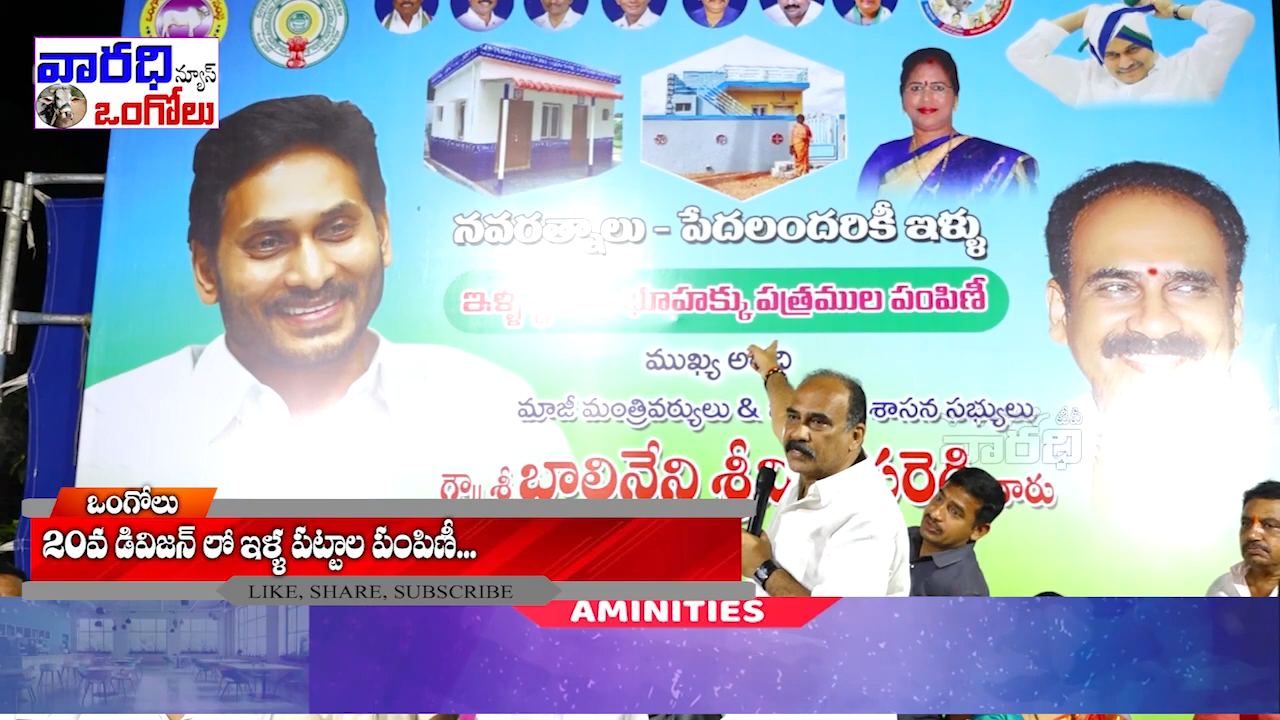 వారధి న్యూస్
ఒంగోలు
నవరత్నాలు - పేదలందరికీ ఇళ్ళు
భూహక్కు పత్రముల పంపిణీ
ముఖ్య
మాజీ మంత్రివర్యులు & శాసన సభ్యులు
టీవీ
వారధి
గౌ॥ శ్రీ బాలినేని
గారు
ఒంగోలు
20వ డివిజన్ లో ఇళ్ళ పట్టాల పంపిణీ...
LIKE, SHARE, SUBSCRIBE
AMINITIES